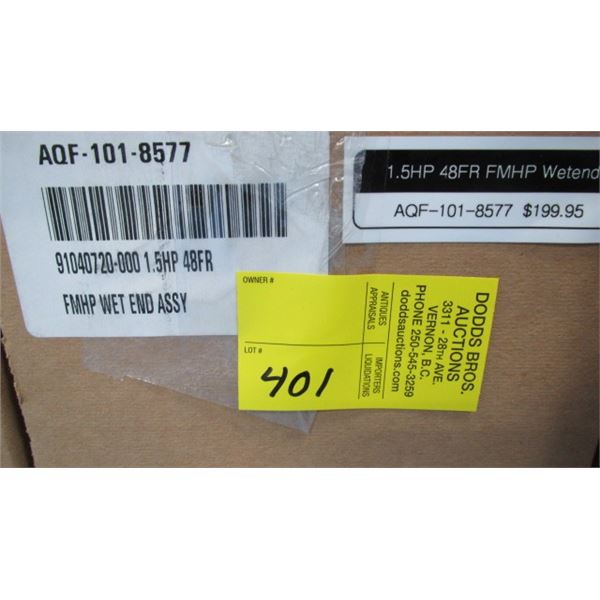 AQF-101-8577
91040720-000 1.5HP 48FR
FMHP WET END ASSY
1.5HP 48FR FMHP Wetend
AQF-101-8577 $199.95
OWNER #
LOT #
401
ANTIQUES
APPRAISALS
IMPORTERS
LIQUIDATIONS
DODDS BROS.
AUCTIONS
3311 - 28TH AVE.
VERNON, B.C.
PHONE 250-545-3259
doddsauctions.com